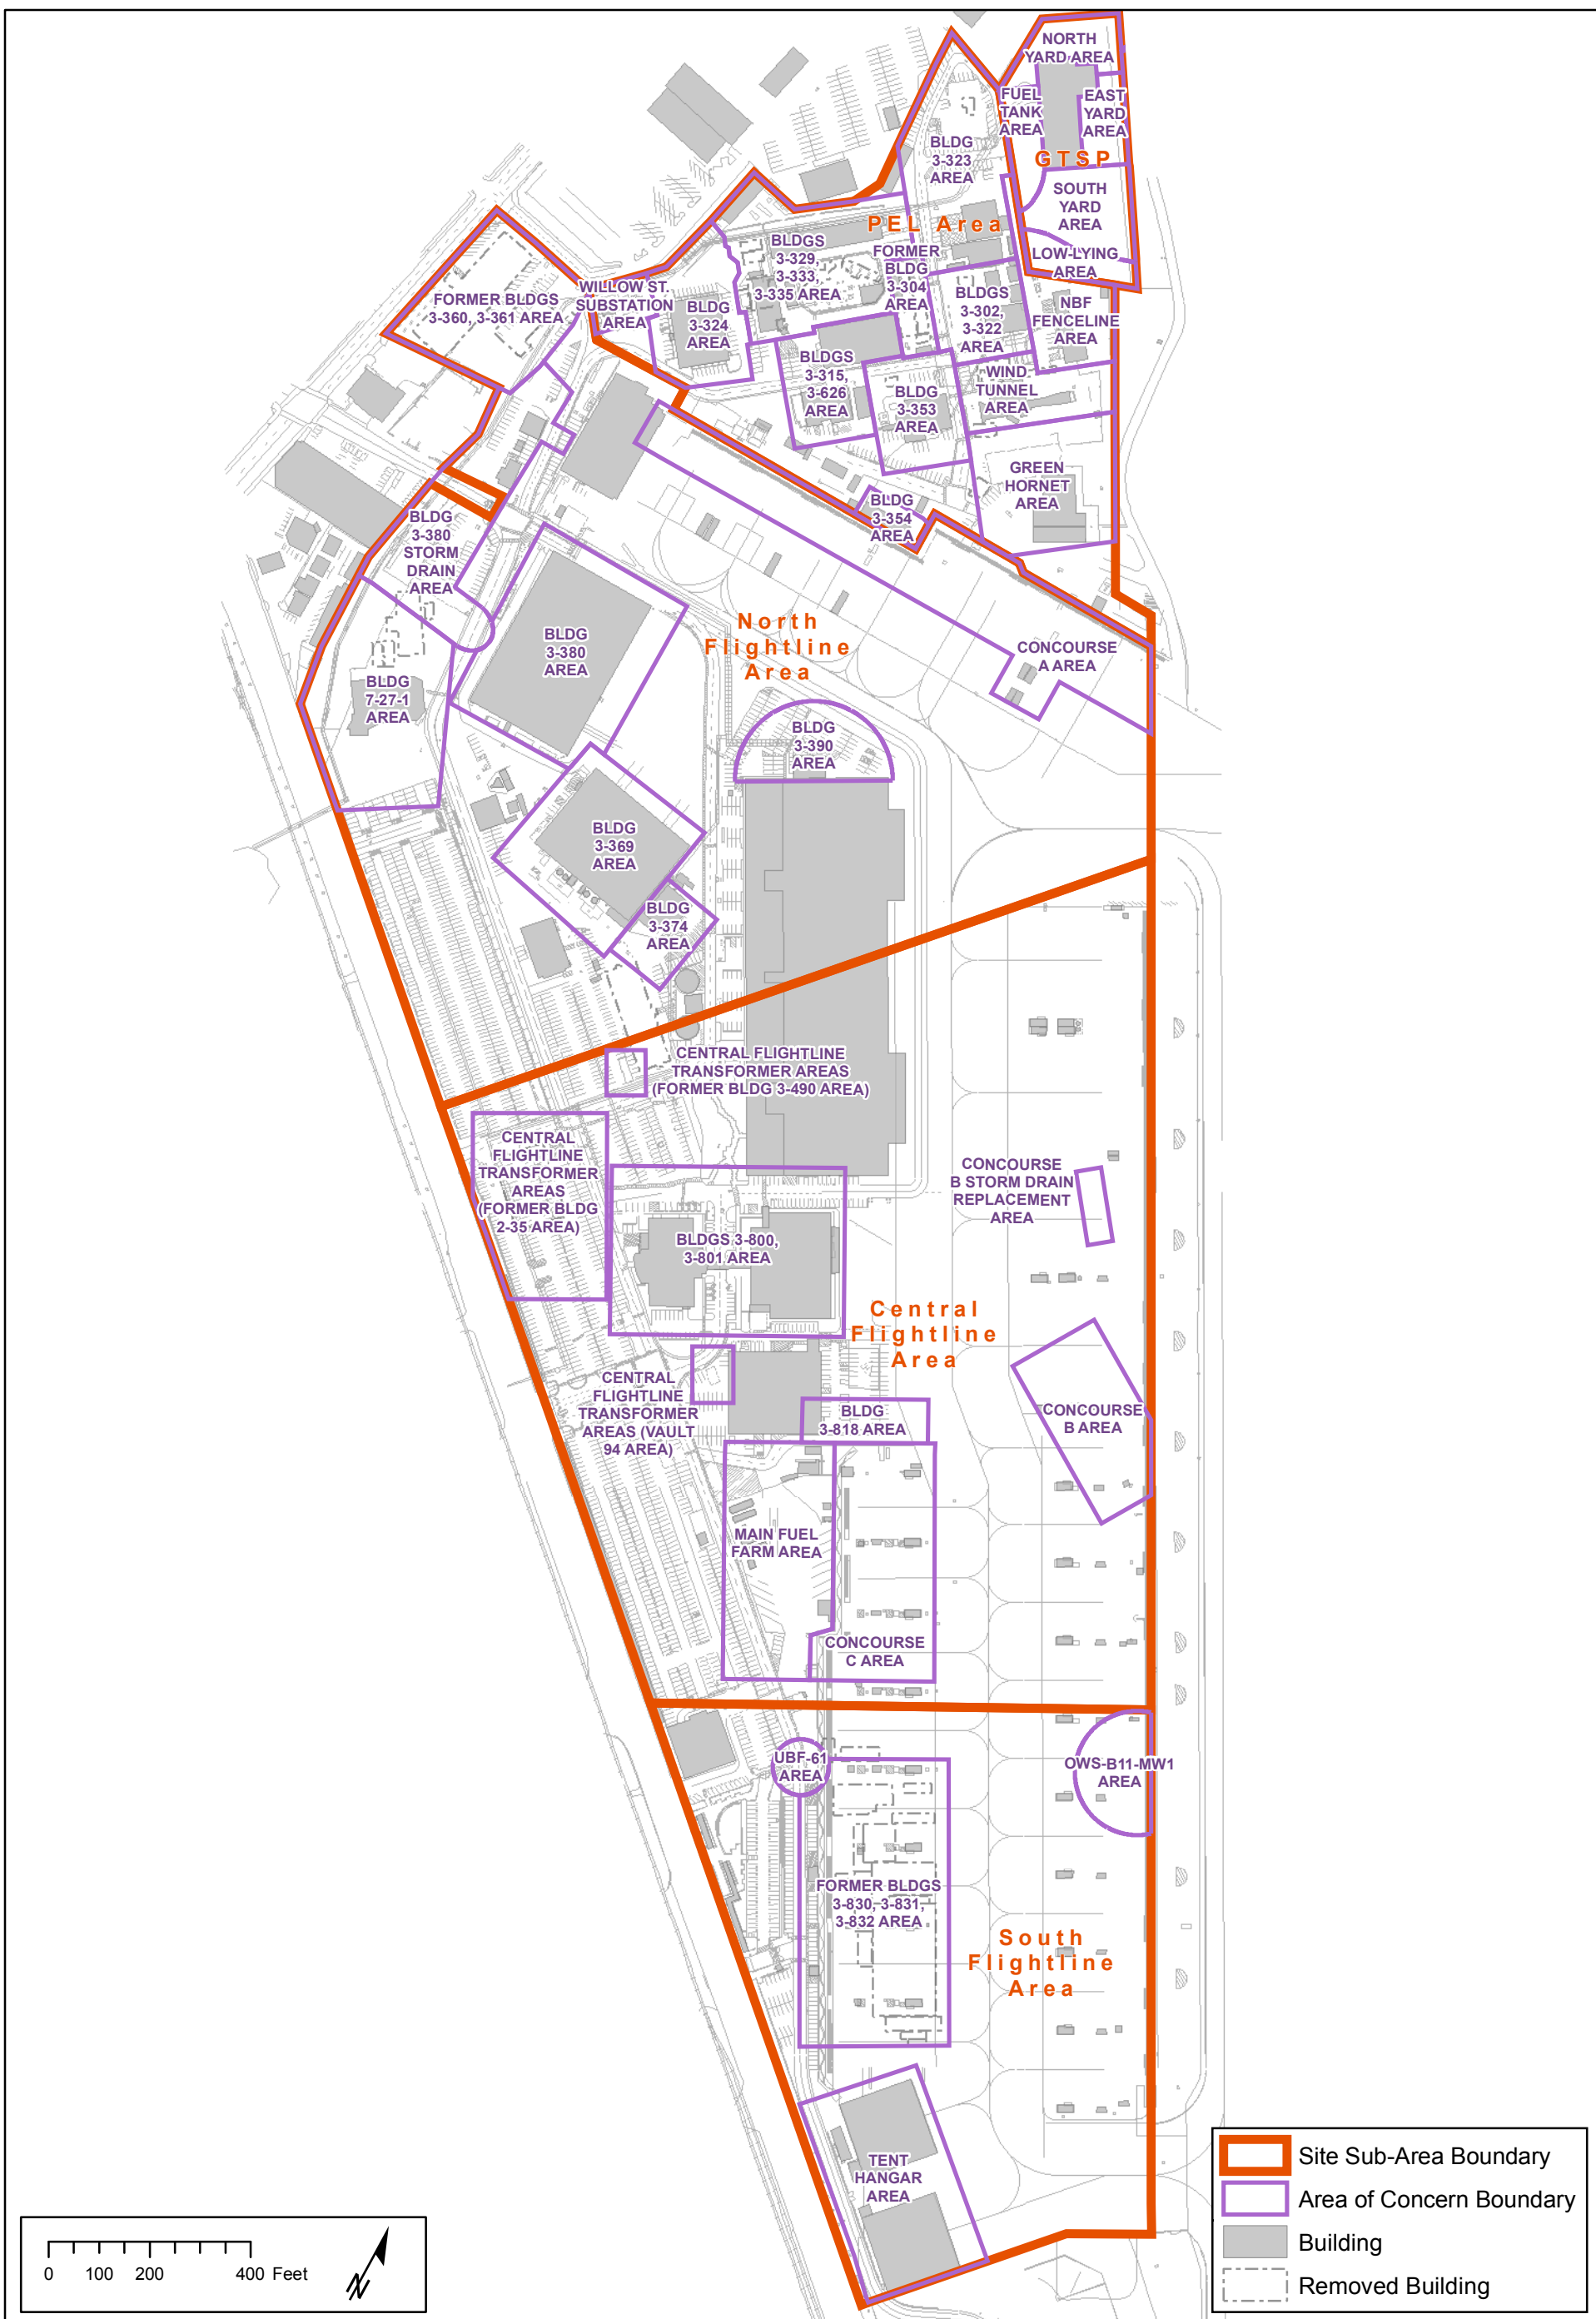 NORTH
YARD AREA
FUEL
TANK
AREA
EAST
YARD
AREA
GTSP
SOUTH
YARD
AREA
LOW-LYING
AREA
BLDG
3-323
AREA
PEL Area
BLDGS
3-329,
3-333,
3-335 AREA
FORMER
BLDG
3-304
AREA
BLDGS
3-302,
3-322
AREA
NBF
FENCELINE
AREA
FORMER BLDGS
3-360, 3-361 AREA
WILLOW ST.
SUBSTATION
AREA
BLDG
3-324
AREA
BLDGS
3-315,
3-626
AREA
BLDG
3-353
AREA
WIND
TUNNEL
AREA
GREEN
HORNET
AREA
BLDG
3-354
AREA
BLDG
3-380
STORM
DRAIN
AREA
BLDG
3-380
AREA
North
Flightline
Area
CONCOURSE
A AREA
BLDG
7-27-1
AREA
BLDG
3-390
AREA
BLDG
3-369
AREA
BLDG
3-374
AREA
CENTRAL FLIGHTLINE
TRANSFORMER AREAS
(FORMER BLDG 3-490 AREA)
CENTRAL
FLIGHTLINE
TRANSFORMER
AREAS
(FORMER BLDG
2-35 AREA)
CONCOURSE
B STORM DRAIN
REPLACEMENT
AREA
BLDGS 3-800,
3-801 AREA
Central
Flightline
Area
CENTRAL
FLIGHTLINE
TRANSFORMER
AREAS (VAULT
94 AREA)
BLDG
3-818 AREA
CONCOURSE
B AREA
MAIN FUEL
FARM AREA
CONCOURSE
C AREA
UBF-61
AREA
OWS-B11-MW1
AREA
FORMER BLDGS
3-830, 3-831,
3-832 AREA
South
Flightline
Area
TENT
HANGAR
AREA
Site Sub-Area Boundary
Area of Concern Boundary
Building
Removed Building
0 100 200 400 Feet
N